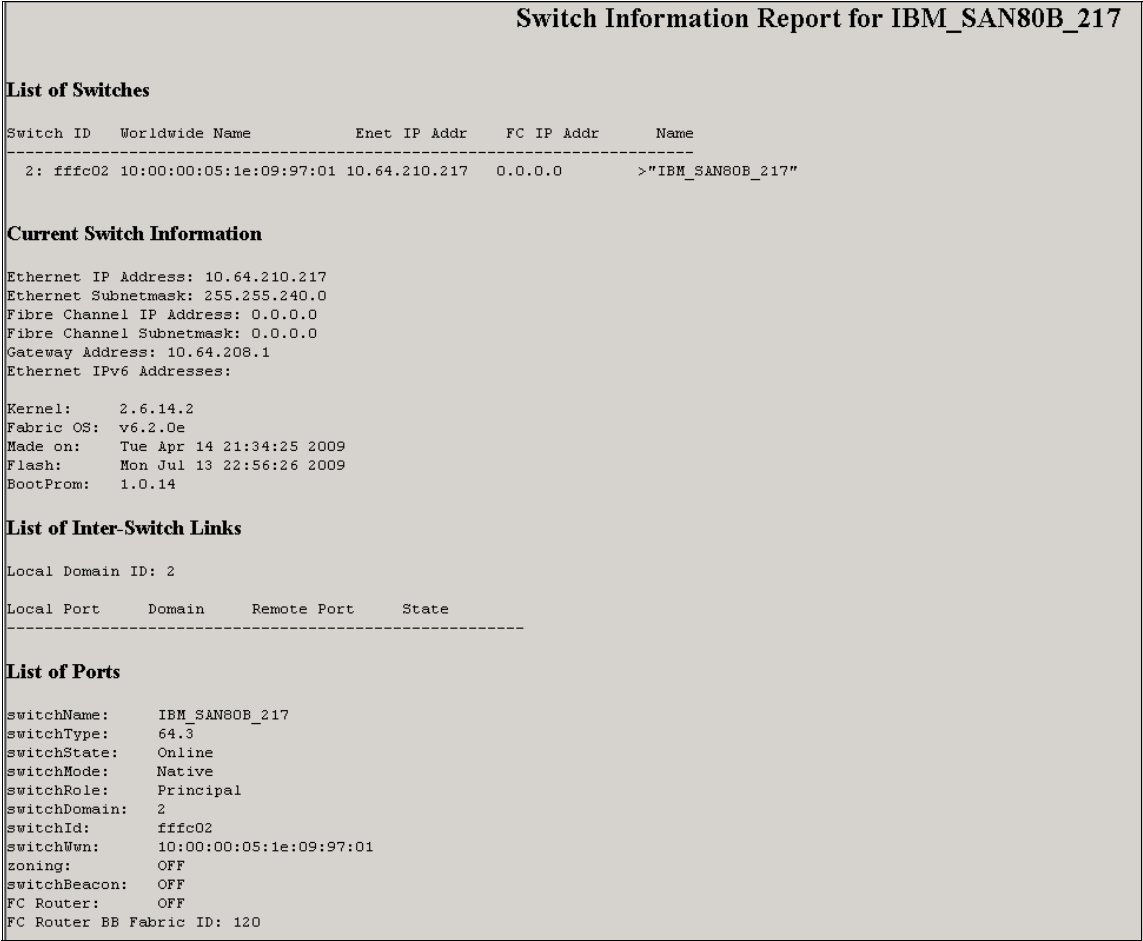 Switch Information Report for IBM_SAN80B_217
List of Switches
Switch ID   Worldwide Name           Enet IP Addr    FC IP Addr      Name
-------------------------------------------------------------------------
  2: fffc02 10:00:00:05:1e:09:97:01 10.64.210.217   0.0.0.0        >"IBM_SAN80B_217"
Current Switch Information
Ethernet IP Address: 10.64.210.217
Ethernet Subnetmask: 255.255.240.0
Fibre Channel IP Address: 0.0.0.0
Fibre Channel Subnetmask: 0.0.0.0
Gateway Address: 10.64.208.1
Ethernet IPv6 Addresses:
Kernel:     2.6.14.2
Fabric OS:  v6.2.0e
Made on:    Tue Apr 14 21:34:25 2009
Flash:      Mon Jul 13 22:56:26 2009
BootProm:   1.0.14
List of Inter-Switch Links
Local Domain ID: 2
Local Port     Domain     Remote Port     State
-------------------------------------------------------
List of Ports
switchName:     IBM_SAN80B_217
switchType:     64.3
switchState:    Online
switchMode:     Native
switchRole:     Principal
switchDomain:   2
switchId:       fffc02
switchWwn:      10:00:00:05:1e:09:97:01
zoning:         OFF
switchBeacon:   OFF
FC Router:      OFF
FC Router BB Fabric ID: 120